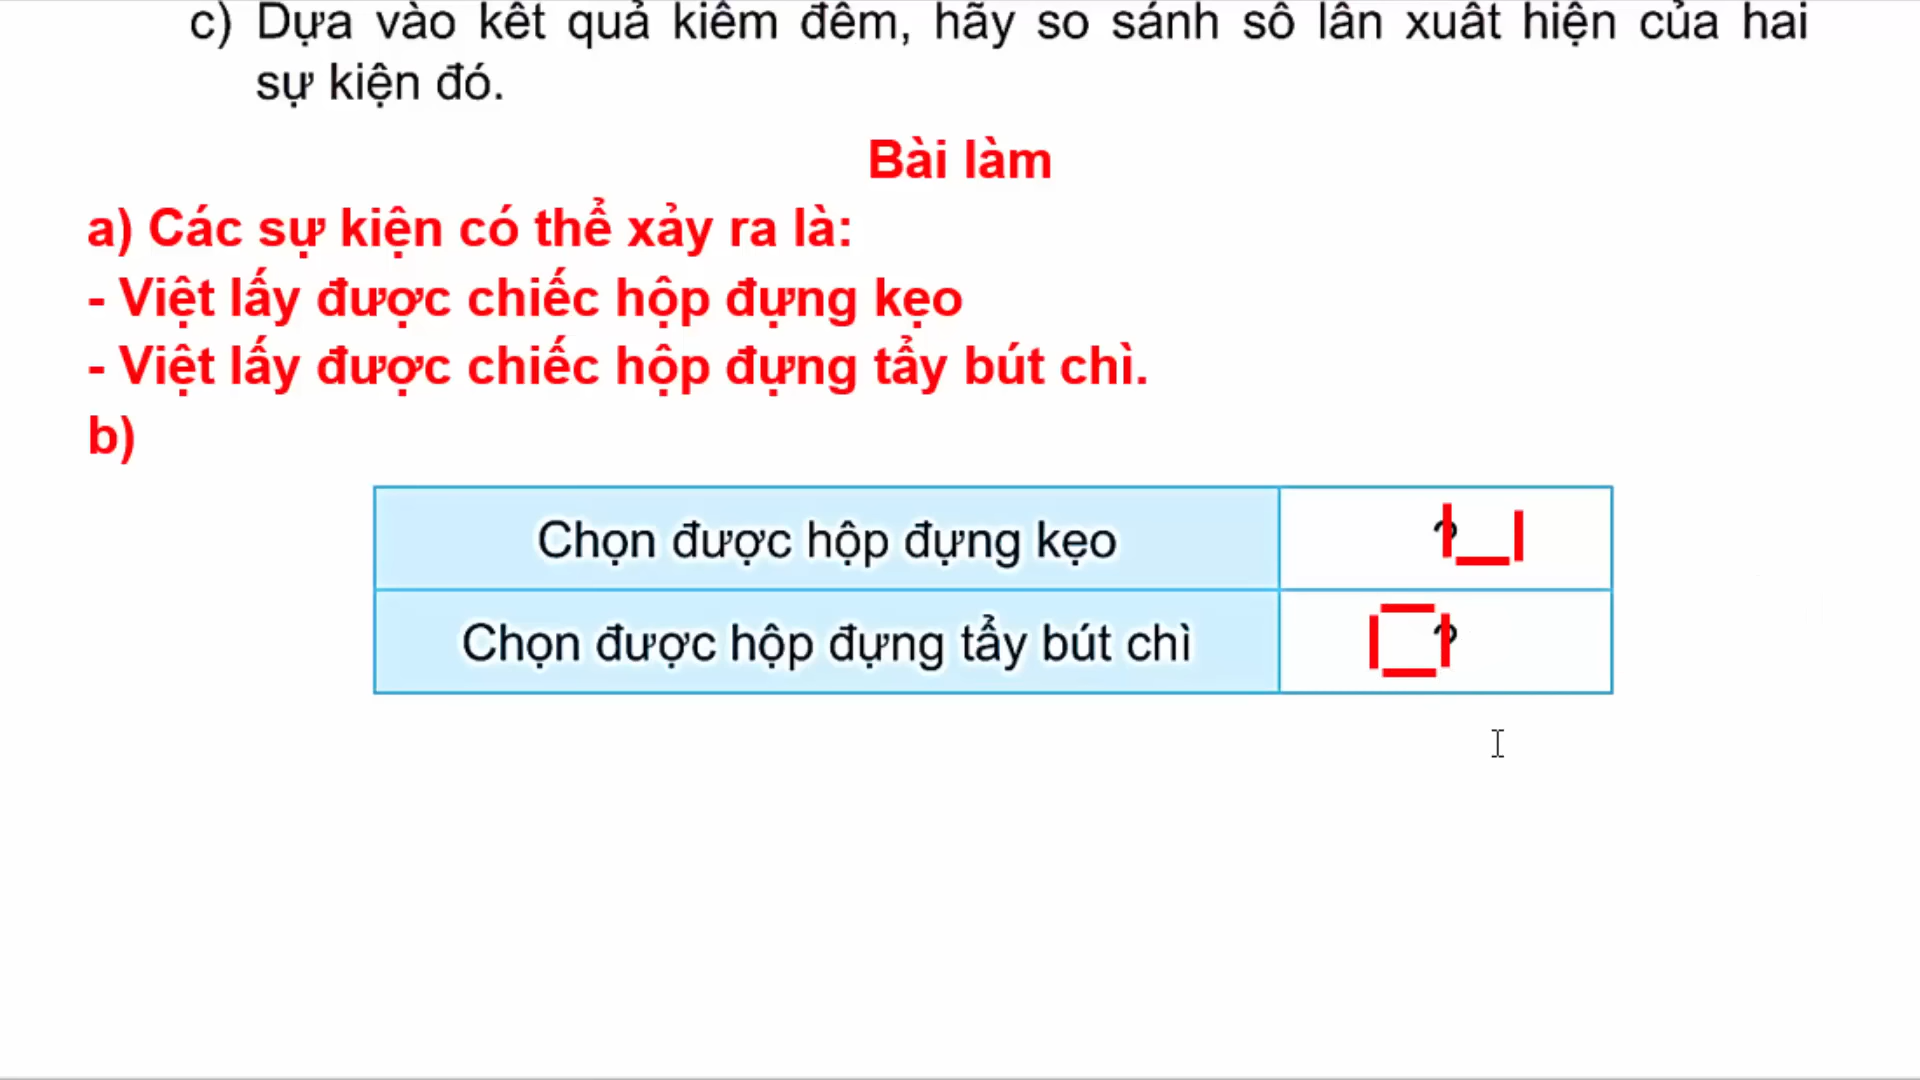 c) Dựa vào kết quả kiểm đếm, hãy so sánh số lần xuất hiện của hai
sự kiện đó.
Bài làm
a) Các sự kiện có thể xảy ra là:
- Việt lấy được chiếc hộp đựng kẹo
- Việt lấy được chiếc hộp đựng tẩy bút chì.
b)
Chọn được hộp đựng kẹo ?
Chọn được hộp đựng tẩy bút chì ?